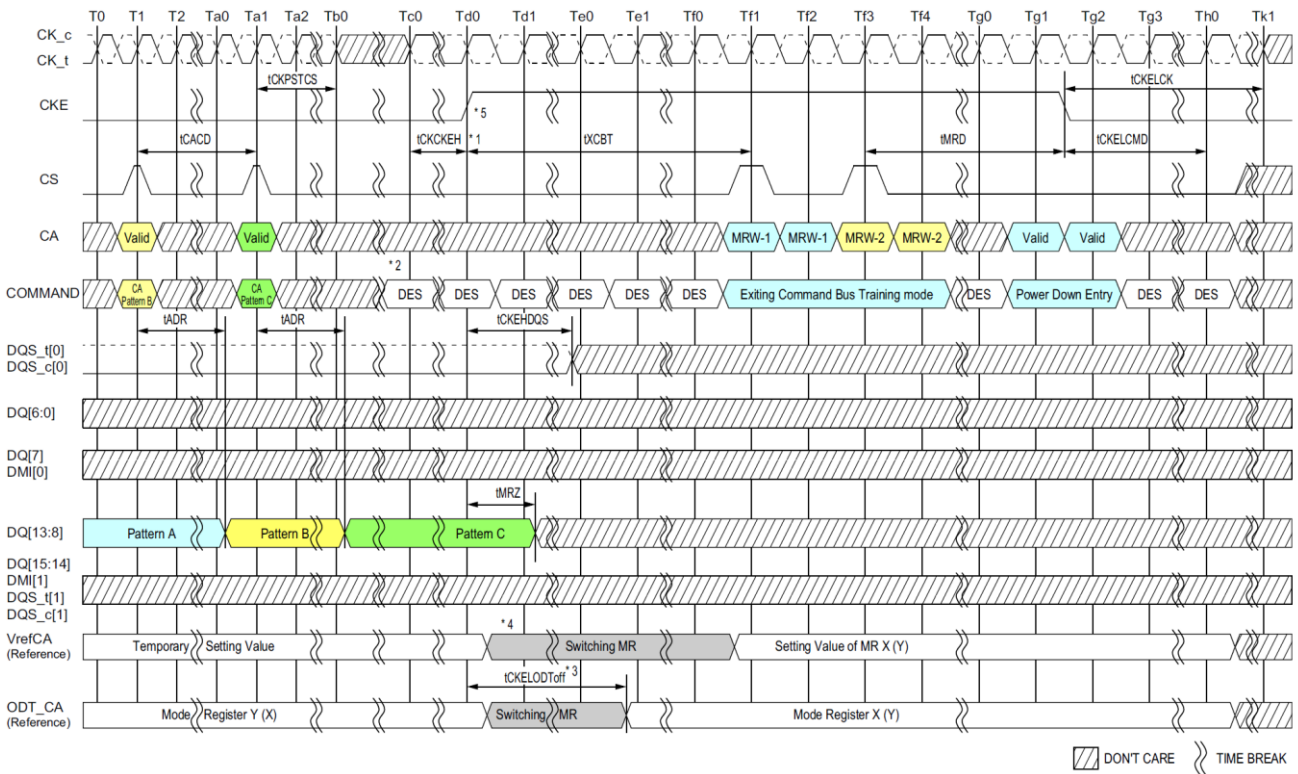 T0 T1 T2 Ta0 Ta1 Ta2 Tb0 Tc0 Td0 Td1 Te0 Te1 Tf0 Tf1 Tf2 Tf3 Tf4 Tg0 Tg1 Tg2 Tg3 Th0 Tk1
CK_c
CK_t
tCKPSTCS tCKELCK
CKE
* 5
tCACD tCKCKEH * 1 tXCBT tMRD tCKELCMD
CS
CA Valid Valid MRW-1 MRW-1 MRW-2 MRW-2 Valid Valid
* 2
COMMAND CA Pattern B CA Pattern C DES DES DES DES DES DES Exiting Command Bus Training mode DES Power Down Entry DES DES
tADR tADR tCKEHDQS
DQS_t[0]
DQS_c[0]
DQ[6:0]
DQ[7]
DMI[0]
tMRZ
DQ[13:8] Pattern A Pattern B Pattern C
DQ[15:14]
DMI[1]
DQS_t[1]
DQS_c[1]
* 4
VrefCA
(Reference) Temporary Setting Value Switching MR Setting Value of MR X (Y)
tCKELODToff * 3
ODT_CA
(Reference) Mode Register Y (X) Switching MR Mode Register X (Y)
DON'T CARE TIME BREAK